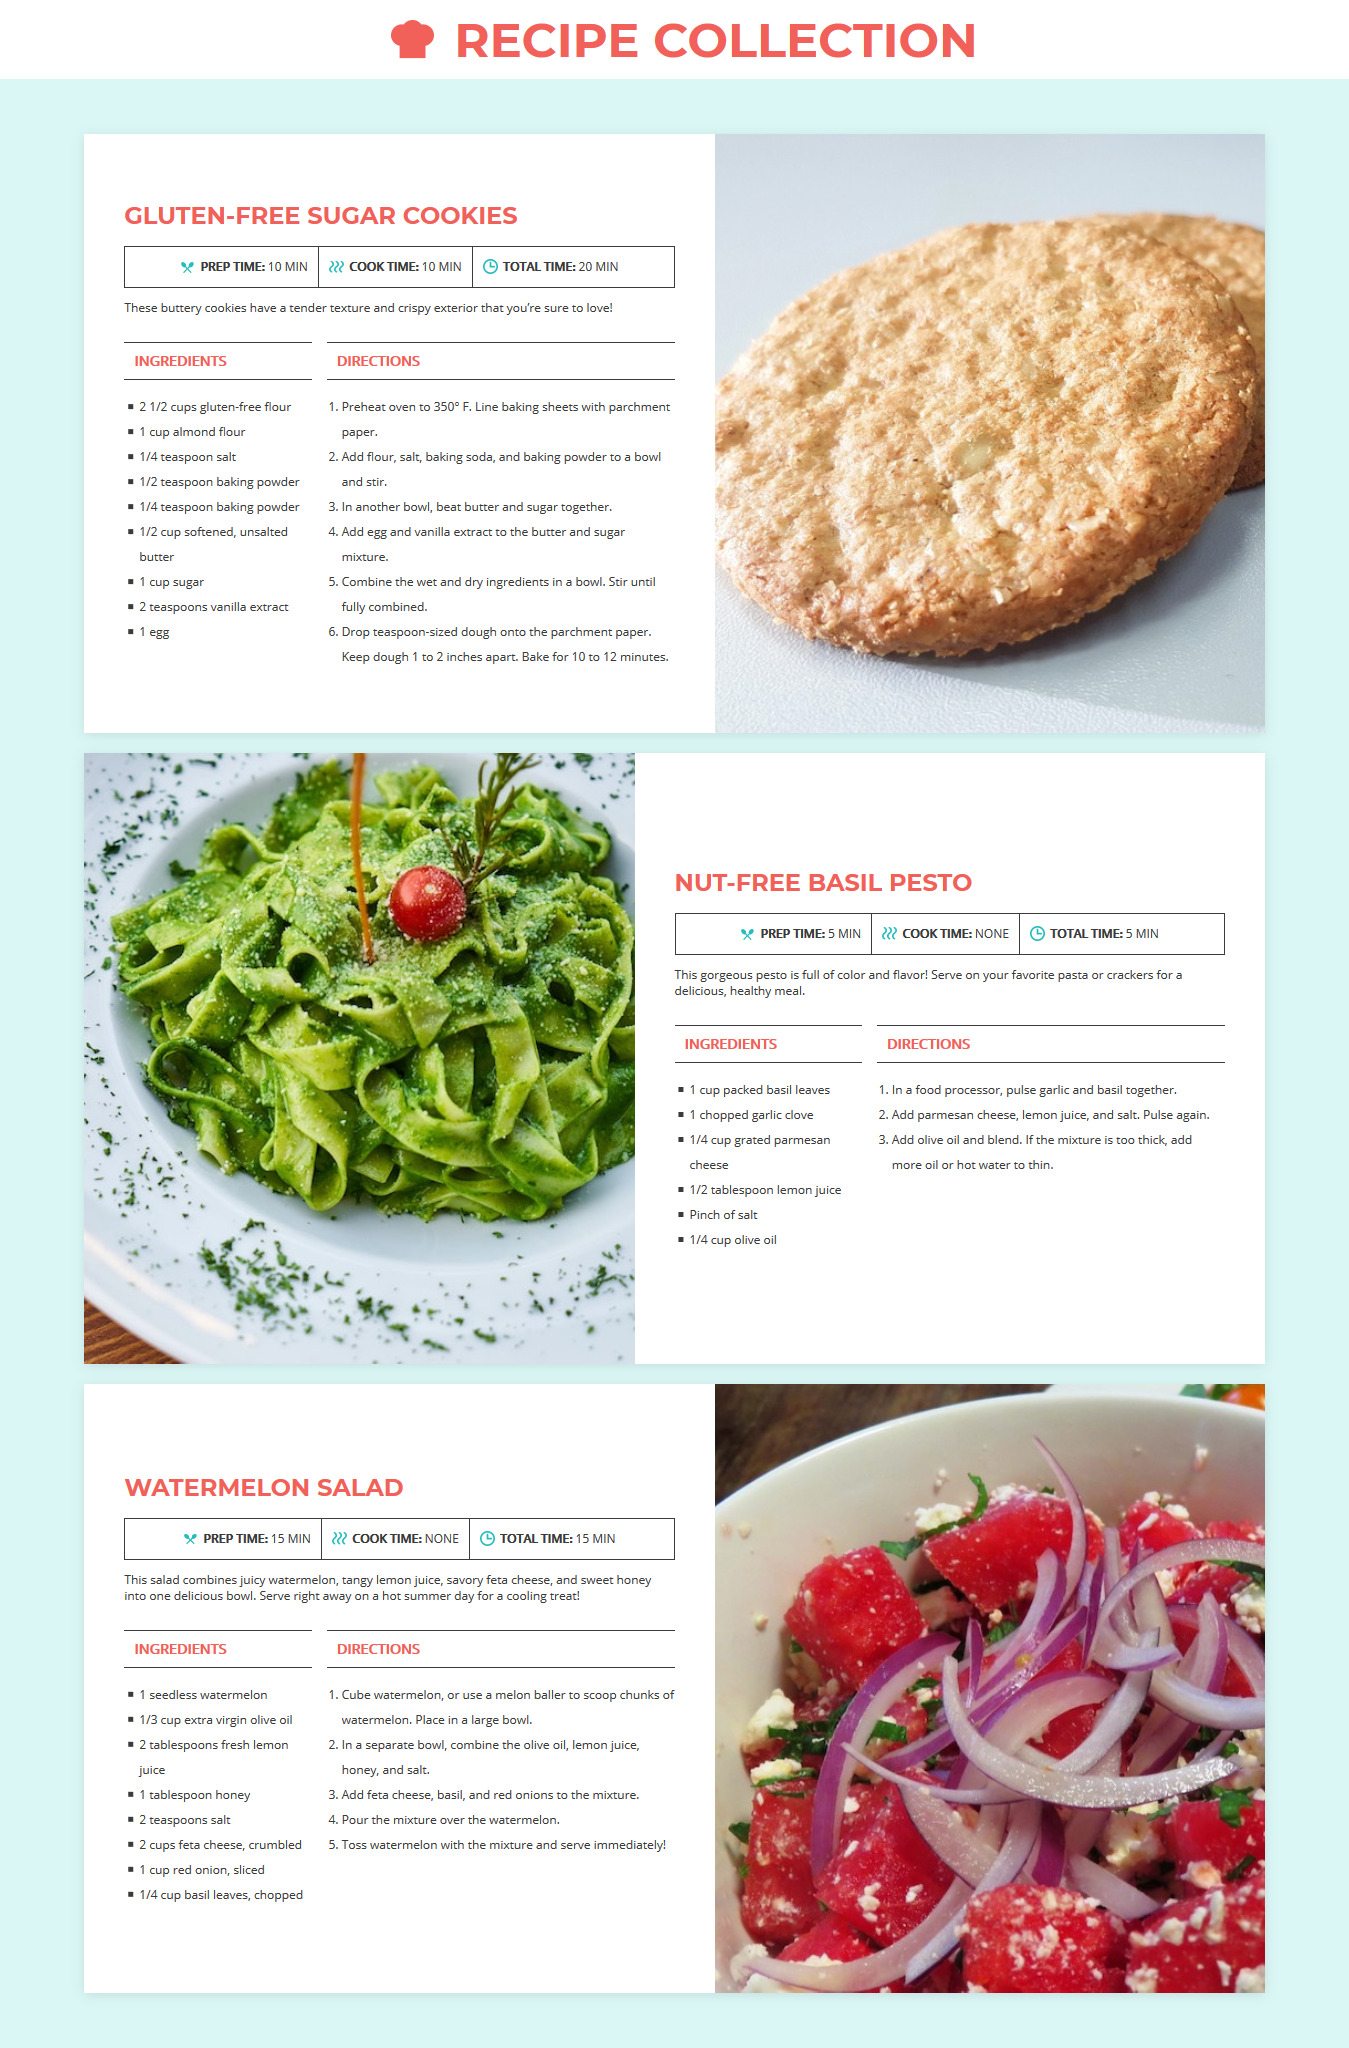 RECIPE COLLECTION
GLUTEN-FREE SUGAR COOKIES
PREP TIME: 10 MIN COOK TIME: 10 MIN TOTAL TIME: 20 MIN
These buttery cookies have a tender texture and crispy exterior that you’re sure to love!
INGREDIENTS
2 1/2 cups gluten-free flour
1 cup almond flour
1/4 teaspoon salt
1/2 teaspoon baking powder
1/4 teaspoon baking powder
1/2 cup softened, unsalted
butter
1 cup sugar
2 teaspoons vanilla extract
1 egg
DIRECTIONS
1. Preheat oven to 350° F. Line baking sheets with parchment
paper.
2. Add flour, salt, baking soda, and baking powder to a bowl
and stir.
3. In another bowl, beat butter and sugar together.
4. Add egg and vanilla extract to the butter and sugar
mixture.
5. Combine the wet and dry ingredients in a bowl. Stir until
fully combined.
6. Drop teaspoon-sized dough onto the parchment paper.
Keep dough 1 to 2 inches apart. Bake for 10 to 12 minutes.
NUT-FREE BASIL PESTO
PREP TIME: 5 MIN COOK TIME: NONE TOTAL TIME: 5 MIN
This gorgeous pesto is full of color and flavor! Serve on your favorite pasta or crackers for a
delicious, healthy meal.
INGREDIENTS
1 cup packed basil leaves
1 chopped garlic clove
1/4 cup grated parmesan
cheese
1/2 tablespoon lemon juice
Pinch of salt
1/4 cup olive oil
DIRECTIONS
1. In a food processor, pulse garlic and basil together.
2. Add parmesan cheese, lemon juice, and salt. Pulse again.
3. Add olive oil and blend. If the mixture is too thick, add
more oil or hot water to thin.
WATERMELON SALAD
PREP TIME: 15 MIN COOK TIME: NONE TOTAL TIME: 15 MIN
This salad combines juicy watermelon, tangy lemon juice, savory feta cheese, and sweet honey
into one delicious bowl. Serve right away on a hot summer day for a cooling treat!
INGREDIENTS
1 seedless watermelon
1/3 cup extra virgin olive oil
2 tablespoons fresh lemon
juice
1 tablespoon honey
2 teaspoons salt
2 cups feta cheese, crumbled
1 cup red onion, sliced
1/4 cup basil leaves, chopped
DIRECTIONS
1. Cube watermelon, or use a melon baller to scoop chunks of
watermelon. Place in a large bowl.
2. In a separate bowl, combine the olive oil, lemon juice,
honey, and salt.
3. Add feta cheese, basil, and red onions to the mixture.
4. Pour the mixture over the watermelon.
5. Toss watermelon with the mixture and serve immediately!